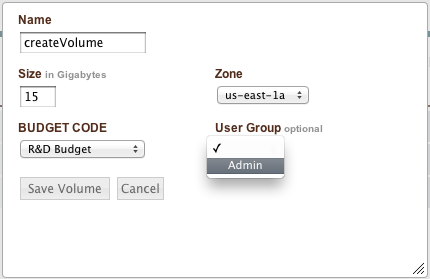 Name
createVolume
Size in Gigabytes
Zone
15
us-east-1a
BUDGET CODE
User Group optional
R&D Budget
✓
Admin
Save Volume
Cancel